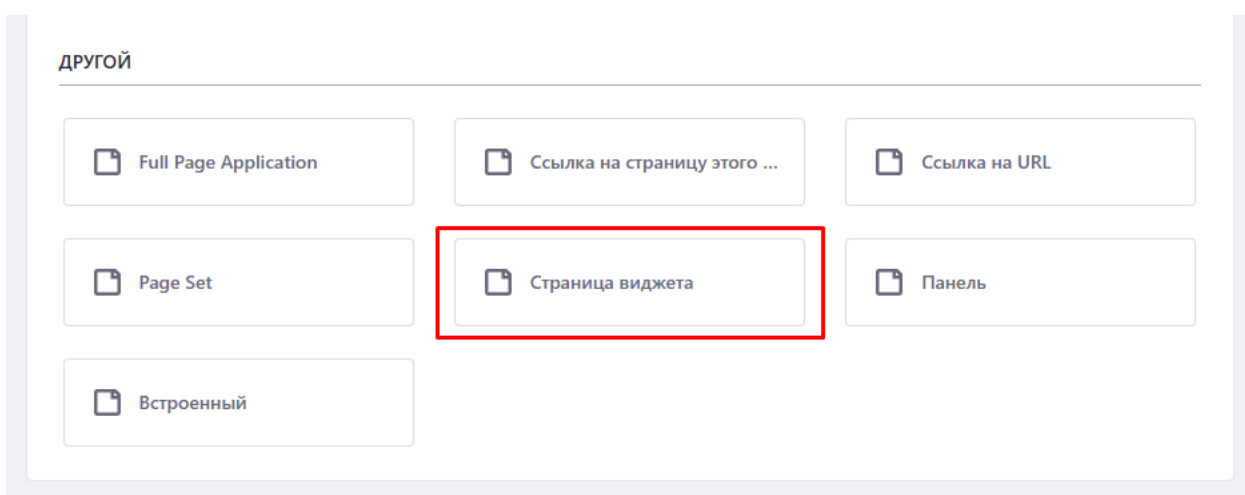 ДРУГОЙ
Full Page Application
Ссылка на страницу этого ...
Ссылка на URL
Page Set
Страница виджета
Панель
Встроенный